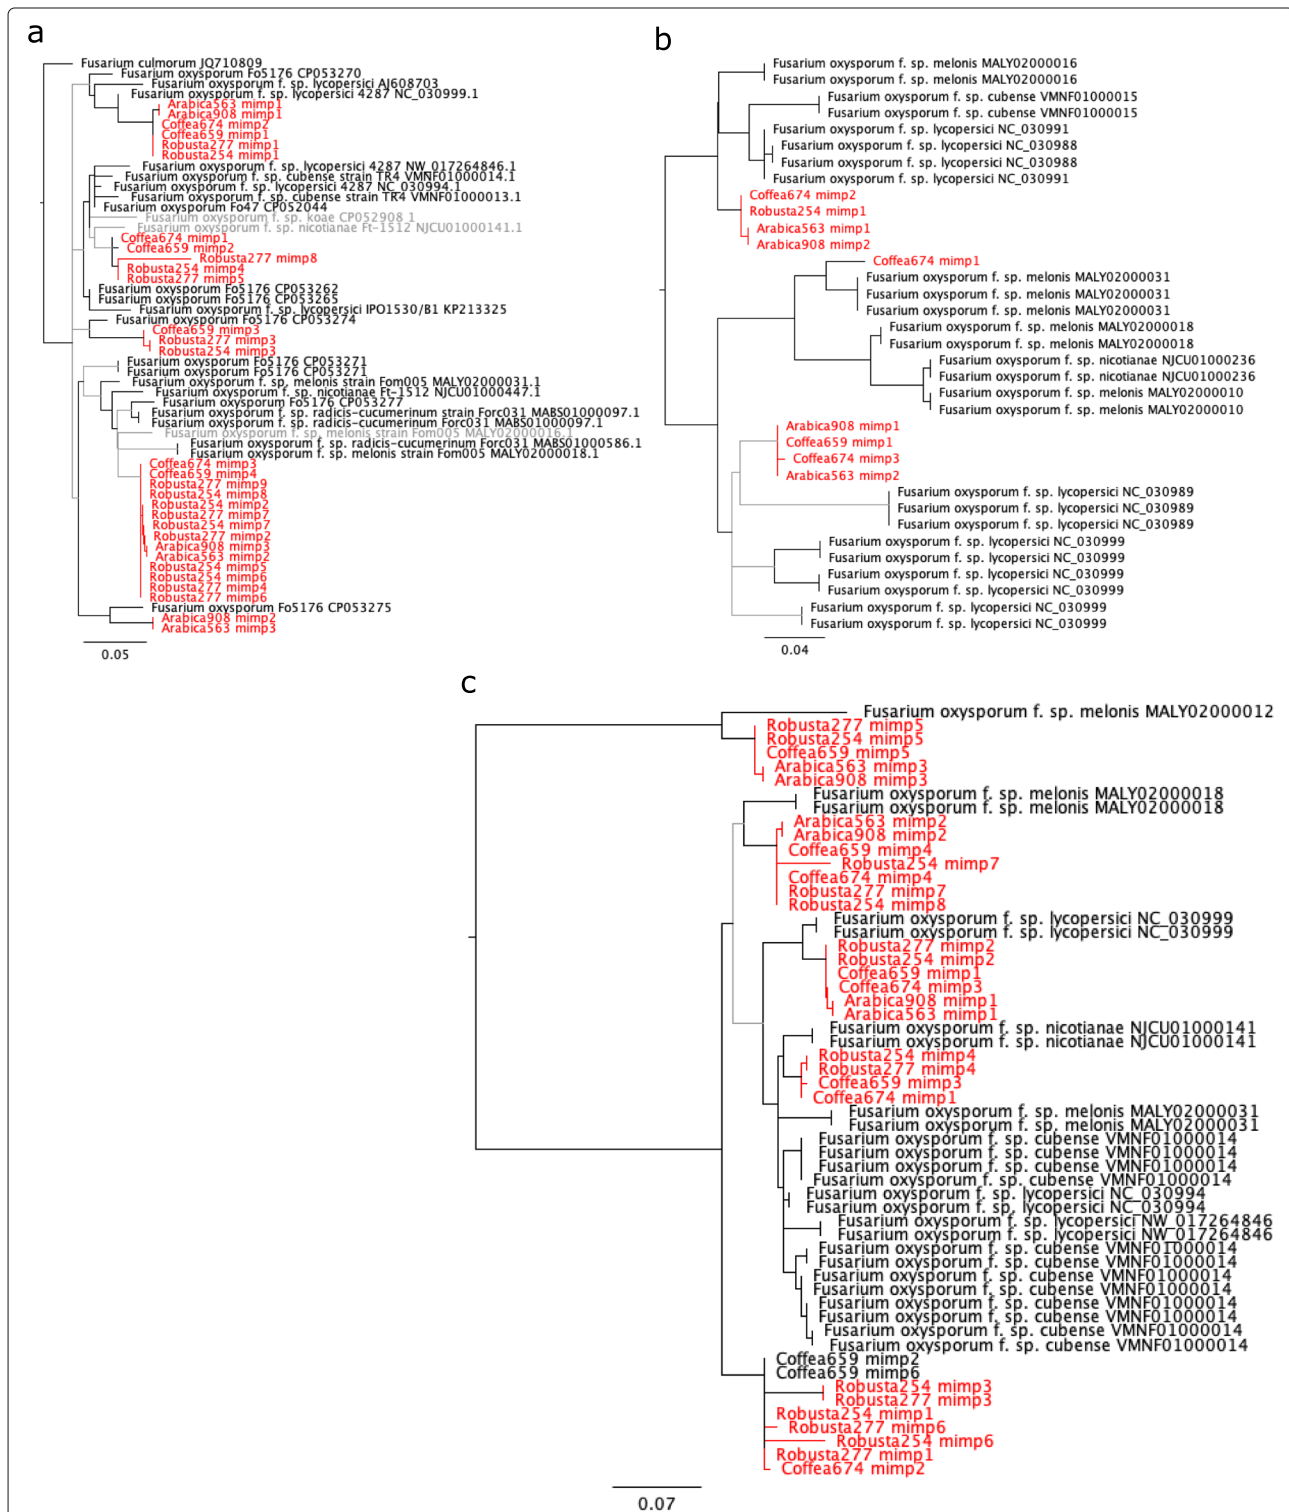 a
Fusarium culmorum JQ710809
Fusarium oxysporum Fo5176 CP053270
Fusarium oxysporum f. sp. lycopersici AJ608703
Fusarium oxysporum f. sp. lycopersici 4287 NC_030999.1
Arabica563 mimp1
Arabica908 mimp1
Coffea674 mimp2
Coffea659 mimp1
Robusta277 mimp1
Robusta254 mimp1
Fusarium oxysporum f. sp. lycopersici 4287 NW_017264846.1
Fusarium oxysporum f. sp. cubense strain TR4 VMNF01000014.1
Fusarium oxysporum f. sp. lycopersici 4287 NC_030994.1
Fusarium oxysporum f. sp. cubense strain TR4 VMNF01000013.1
Fusarium oxysporum Fo47 CP052044
Fusarium oxysporum f. sp. koae CP052908 1
Fusarium oxysporum f. sp. nicotianae Ft-1512 NJCU01000141.1
Coffea674 mimp1
Coffea659 mimp2
Robusta277 mimp8
Robusta254 mimp4
Robusta277 mimp5
Fusarium oxysporum Fo5176 CP053262
Fusarium oxysporum Fo5176 CP053265
Fusarium oxysporum f. sp. lycopersici IPO1530/B1 KP213325
Fusarium oxysporum Fo5176 CP053274
Coffea659 mimp3
Robusta277 mimp3
Robusta254 mimp3
Fusarium oxysporum Fo5176 CP053271
Fusarium oxysporum Fo5176 CP053271
Fusarium oxysporum f. sp. melonis strain Fom005 MALY02000031.1
Fusarium oxysporum f. sp. nicotianae Ft-1512 NJCU01000447.1
Fusarium oxysporum Fo5176 CP053277
Fusarium oxysporum f. sp. radicis-cucumerinum strain Forc031 MABS01000097.1
Fusarium oxysporum f. sp. radicis-cucumerinum Forc031 MABS01000097.1
Fusarium oxysporum f. sp. melonis strain Fom005 MALY02000016.1
Fusarium oxysporum f. sp. radicis-cucumerinum Forc031 MABS01000586.1
Fusarium oxysporum f. sp. melonis strain Fom005 MALY02000018.1
Coffea674 mimp3
Coffea659 mimp4
Robusta277 mimp9
Robusta254 mimp8
Robusta254 mimp2
Robusta277 mimp7
Robusta254 mimp7
Robusta277 mimp2
Arabica908 mimp3
Arabica563 mimp2
Robusta254 mimp5
Robusta254 mimp6
Robusta277 mimp4
Robusta277 mimp6
Fusarium oxysporum Fo5176 CP053275
Arabica908 mimp2
Arabica563 mimp3
0.05
b
Fusarium oxysporum f. sp. melonis MALY02000016
Fusarium oxysporum f. sp. melonis MALY02000016
Fusarium oxysporum f. sp. cubense VMNF01000015
Fusarium oxysporum f. sp. cubense VMNF01000015
Fusarium oxysporum f. sp. lycopersici NC_030991
Fusarium oxysporum f. sp. lycopersici NC_030988
Fusarium oxysporum f. sp. lycopersici NC_030988
Fusarium oxysporum f. sp. lycopersici NC_030991
Coffea674 mimp2
Robusta254 mimp1
Arabica563 mimp1
Arabica908 mimp2
Coffea674 mimp1
Fusarium oxysporum f. sp. melonis MALY02000031
Fusarium oxysporum f. sp. melonis MALY02000031
Fusarium oxysporum f. sp. melonis MALY02000031
Fusarium oxysporum f. sp. melonis MALY02000018
Fusarium oxysporum f. sp. melonis MALY02000018
Fusarium oxysporum f. sp. nicotianae NJCU01000236
Fusarium oxysporum f. sp. nicotianae NJCU01000236
Fusarium oxysporum f. sp. melonis MALY02000010
Fusarium oxysporum f. sp. melonis MALY02000010
Arabica908 mimp1
Coffea659 mimp1
Coffea674 mimp3
Arabica563 mimp2
Fusarium oxysporum f. sp. lycopersici NC_030989
Fusarium oxysporum f. sp. lycopersici NC_030989
Fusarium oxysporum f. sp. lycopersici NC_030989
Fusarium oxysporum f. sp. lycopersici NC_030999
Fusarium oxysporum f. sp. lycopersici NC_030999
Fusarium oxysporum f. sp. lycopersici NC_030999
Fusarium oxysporum f. sp. lycopersici NC_030999
Fusarium oxysporum f. sp. lycopersici NC_030999
Fusarium oxysporum f. sp. lycopersici NC_030999
0.04
c
Fusarium oxysporum f. sp. melonis MALY02000012
Robusta277 mimp5
Robusta254 mimp5
Coffea659 mimp5
Arabica563 mimp3
Arabica908 mimp3
Fusarium oxysporum f. sp. melonis MALY02000018
Fusarium oxysporum f. sp. melonis MALY02000018
Arabica563 mimp2
Arabica908 mimp2
Coffea659 mimp4
Robusta254 mimp7
Coffea674 mimp4
Robusta277 mimp7
Robusta254 mimp8
Fusarium oxysporum f. sp. lycopersici NC_030999
Fusarium oxysporum f. sp. lycopersici NC_030999
Robusta277 mimp2
Robusta254 mimp2
Coffea659 mimp1
Coffea674 mimp3
Arabica908 mimp1
Arabica563 mimp1
Fusarium oxysporum f. sp. nicotianae NJCU01000141
Fusarium oxysporum f. sp. nicotianae NJCU01000141
Robusta254 mimp4
Robusta277 mimp4
Coffea659 mimp3
Coffea674 mimp1
Fusarium oxysporum f. sp. melonis MALY02000031
Fusarium oxysporum f. sp. melonis MALY02000031
Fusarium oxysporum f. sp. cubense VMNF01000014
Fusarium oxysporum f. sp. cubense VMNF01000014
Fusarium oxysporum f. sp. cubense VMNF01000014
Fusarium oxysporum f. sp. cubense VMNF01000014
Fusarium oxysporum f. sp. lycopersici NC_030994
Fusarium oxysporum f. sp. lycopersici NC_030994
Fusarium oxysporum f. sp. lycopersici NW_017264846
Fusarium oxysporum f. sp. lycopersici NW_017264846
Fusarium oxysporum f. sp. cubense VMNF01000014
Fusarium oxysporum f. sp. cubense VMNF01000014
Fusarium oxysporum f. sp. cubense VMNF01000014
Fusarium oxysporum f. sp. cubense VMNF01000014
Fusarium oxysporum f. sp. cubense VMNF01000014
Fusarium oxysporum f. sp. cubense VMNF01000014
Fusarium oxysporum f. sp. cubense VMNF01000014
Fusarium oxysporum f. sp. cubense VMNF01000014
Coffea659 mimp2
Coffea659 mimp6
Robusta254 mimp3
Robusta277 mimp3
Robusta254 mimp1
Robusta277 mimp6
Robusta254 mimp6
Robusta277 mimp1
Coffea674 mimp2
0.07